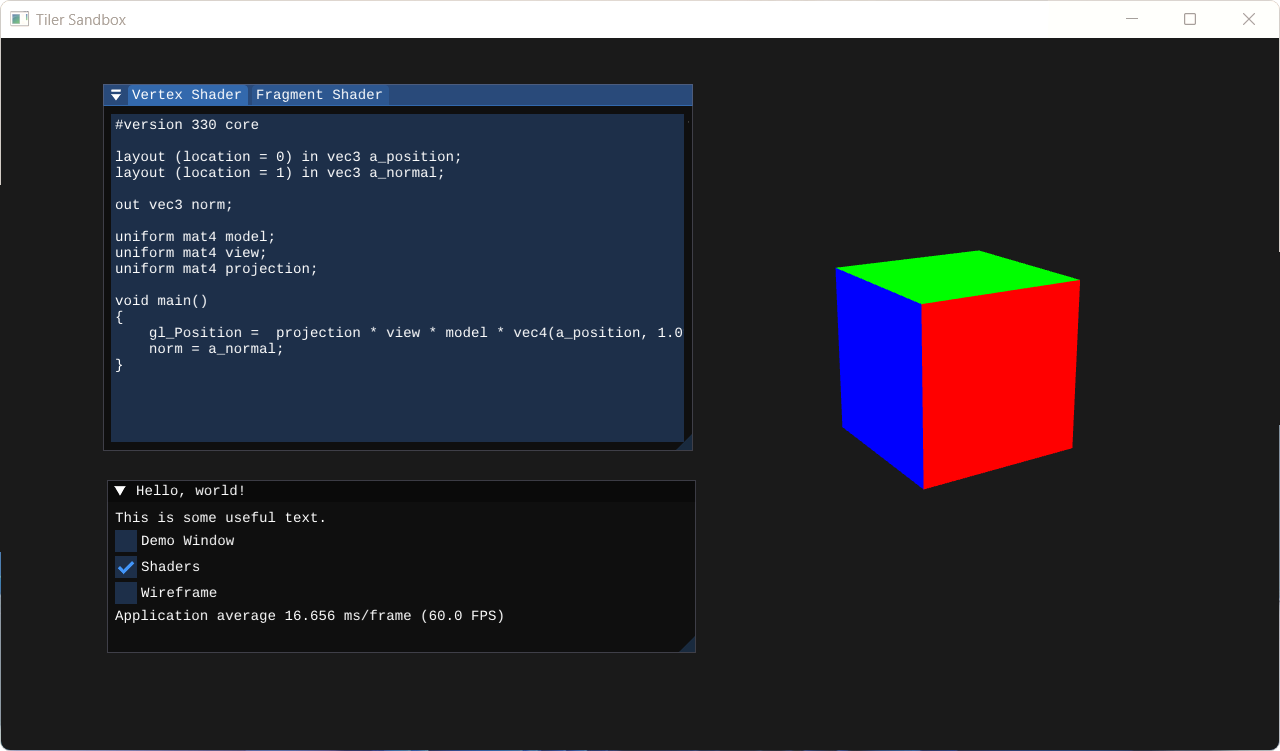 Tiler Sandbox
Vertex Shader Fragment Shader
#version 330 core
layout (location = 0) in vec3 a_position;
layout (location = 1) in vec3 a_normal;
out vec3 norm;
uniform mat4 model;
uniform mat4 view;
uniform mat4 projection;
void main()
{
    gl_Position =  projection * view * model * vec4(a_position, 1.0
    norm = a_normal;
}
Hello, world!
This is some useful text.
Demo Window
Shaders
Wireframe
Application average 16.656 ms/frame (60.0 FPS)